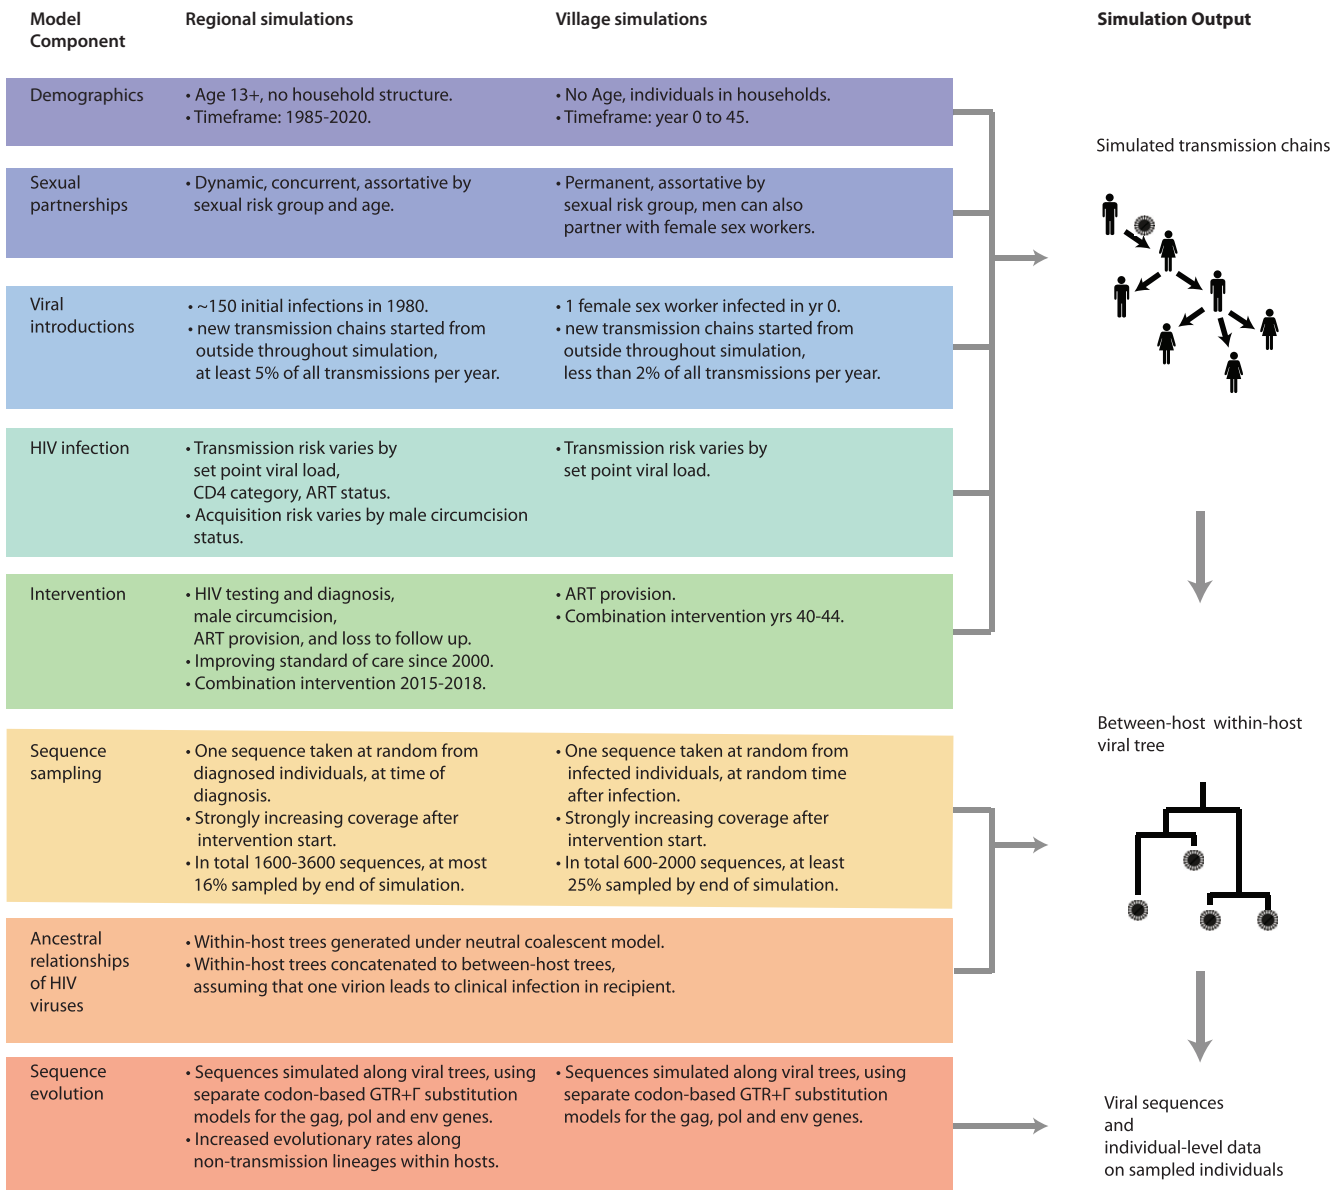 Model
Component
Regional simulations
Village simulations
Simulation Output
Demographics
• Age 13+, no household structure.
• Timeframe: 1985-2020.
• No Age, individuals in households.
• Timeframe: year 0 to 45.
Simulated transmission chains
Sexual
partnerships
• Dynamic, concurrent, assortative by
sexual risk group and age.
• Permanent, assortative by
sexual risk group, men can also
partner with female sex workers.
Viral
introductions
• ~150 initial infections in 1980.
• new transmission chains started from
outside throughout simulation,
at least 5% of all transmissions per year.
• 1 female sex worker infected in yr 0.
• new transmission chains started from
outside throughout simulation,
less than 2% of all transmissions per year.
HIV infection
• Transmission risk varies by
set point viral load,
CD4 category, ART status.
• Acquisition risk varies by male circumcision
status.
• Transmission risk varies by
set point viral load.
Intervention
• HIV testing and diagnosis,
male circumcision,
ART provision, and loss to follow up.
• Improving standard of care since 2000.
• Combination intervention 2015-2018.
• ART provision.
• Combination intervention yrs 40-44.
Between-host within-host
viral tree
Sequence
sampling
• One sequence taken at random from
diagnosed individuals, at time of
diagnosis.
• Strongly increasing coverage after
intervention start.
• In total 1600-3600 sequences, at most
16% sampled by end of simulation.
• One sequence taken at random from
infected individuals, at random time
after infection.
• Strongly increasing coverage after
intervention start.
• In total 600-2000 sequences, at least
25% sampled by end of simulation.
Ancestral
relationships
of HIV
viruses
• Within-host trees generated under neutral coalescent model.
• Within-host trees concatenated to between-host trees,
assuming that one virion leads to clinical infection in recipient.
Sequence
evolution
• Sequences simulated along viral trees, using
separate codon-based GTR+Γ substitution
models for the gag, pol and env genes.
• Increased evolutionary rates along
non-transmission lineages within hosts.
• Sequences simulated along viral trees, using
separate codon-based GTR+Γ substitution
models for the gag, pol and env genes.
Viral sequences
and
individual-level data
on sampled individuals